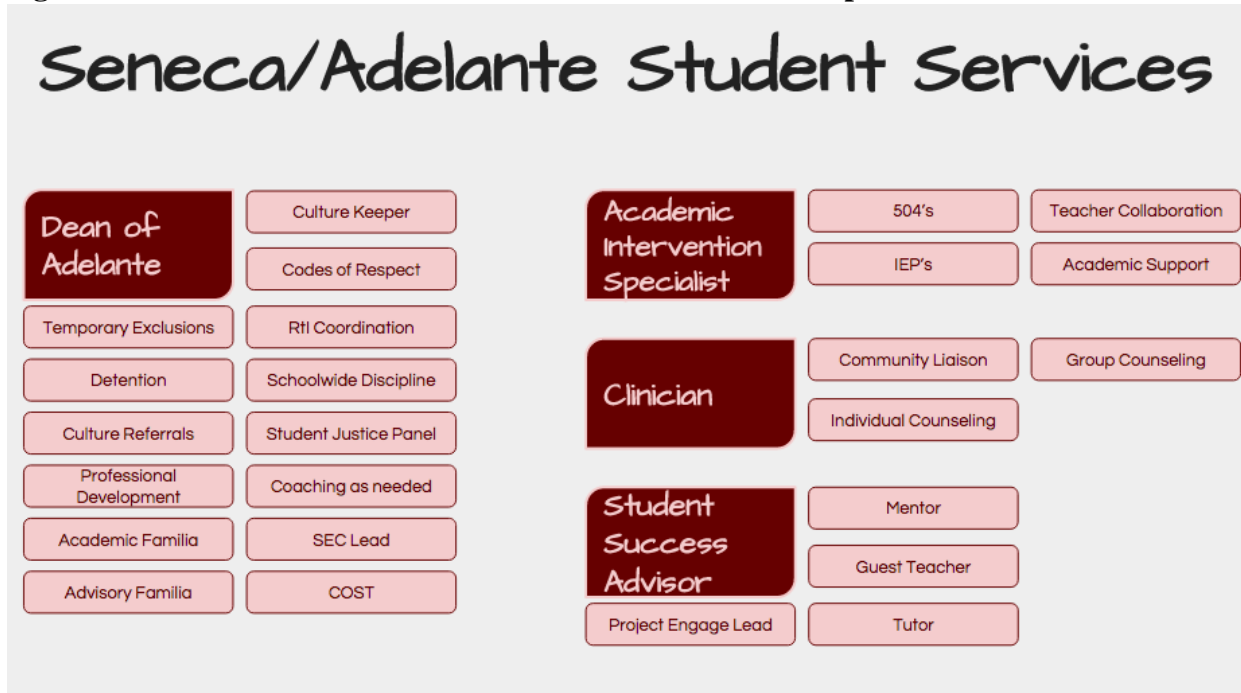 Seneca/Adelante Student Services
Dean of
Adelante
Culture Keeper
Codes of Respect
Temporary Exclusions
RtI Coordination
Detention
Schoolwide Discipline
Culture Referrals
Student Justice Panel
Professional
Development
Coaching as needed
Academic Familia
SEC Lead
Advisory Familia
COST
Academic
Intervention
Specialist
504's
Teacher Collaboration
IEP's
Academic Support
Clinician
Community Liaison
Group Counseling
Individual Counseling
Student
Success
Advisor
Mentor
Guest Teacher
Project Engage Lead
Tutor